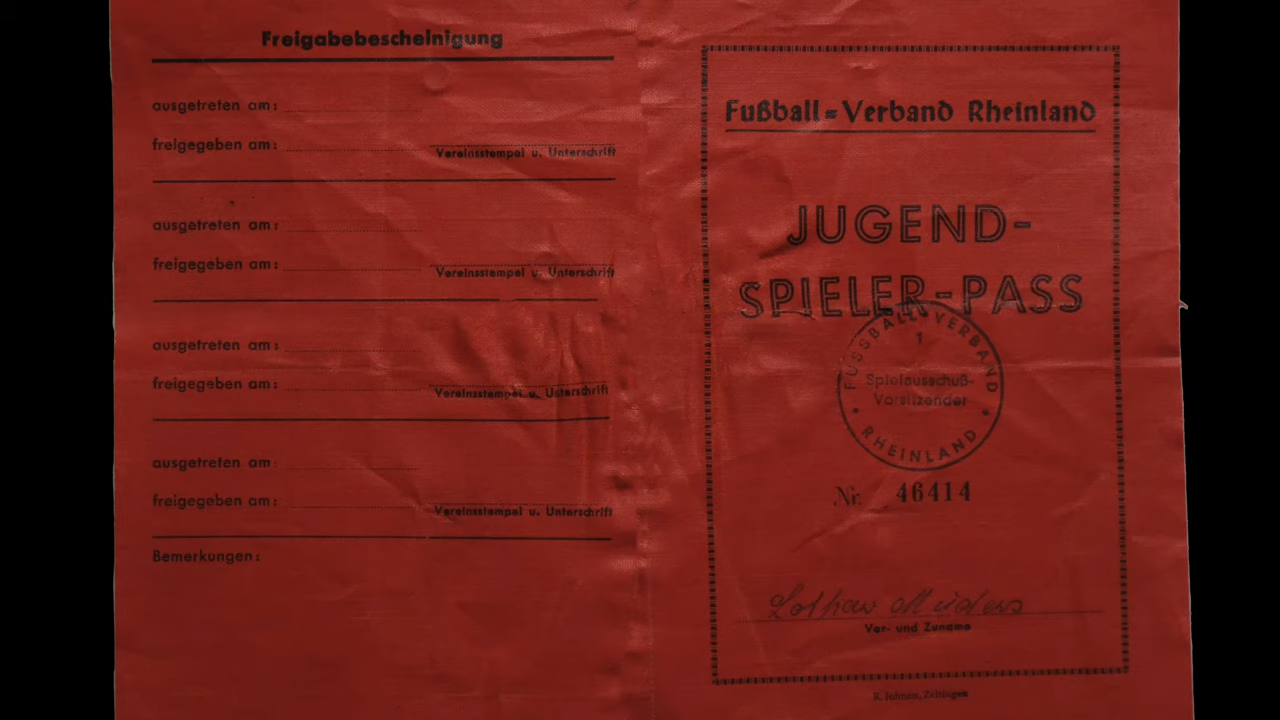 Freigabebescheinigung
ausgetreten am:
freigegeben am:
Vereinsstempel u. Unterschrift
ausgetreten am:
freigegeben am:
Vereinsstempel u. Unterschrift
ausgetreten am:
freigegeben am:
Vereinsstempel u. Unterschrift
ausgetreten am:
freigegeben am:
Vereinsstempel u. Unterschrift
Bemerkungen:
Fußball=Verband Rheinland
JUGEND-
SPIELER-PASS
FUSSBALL-VERBAND
1
Spielausschuß-
Vorsitzender
RHEINLAND
Nr. 46414
Lothar
Vor- und Zuname
Zeltingen